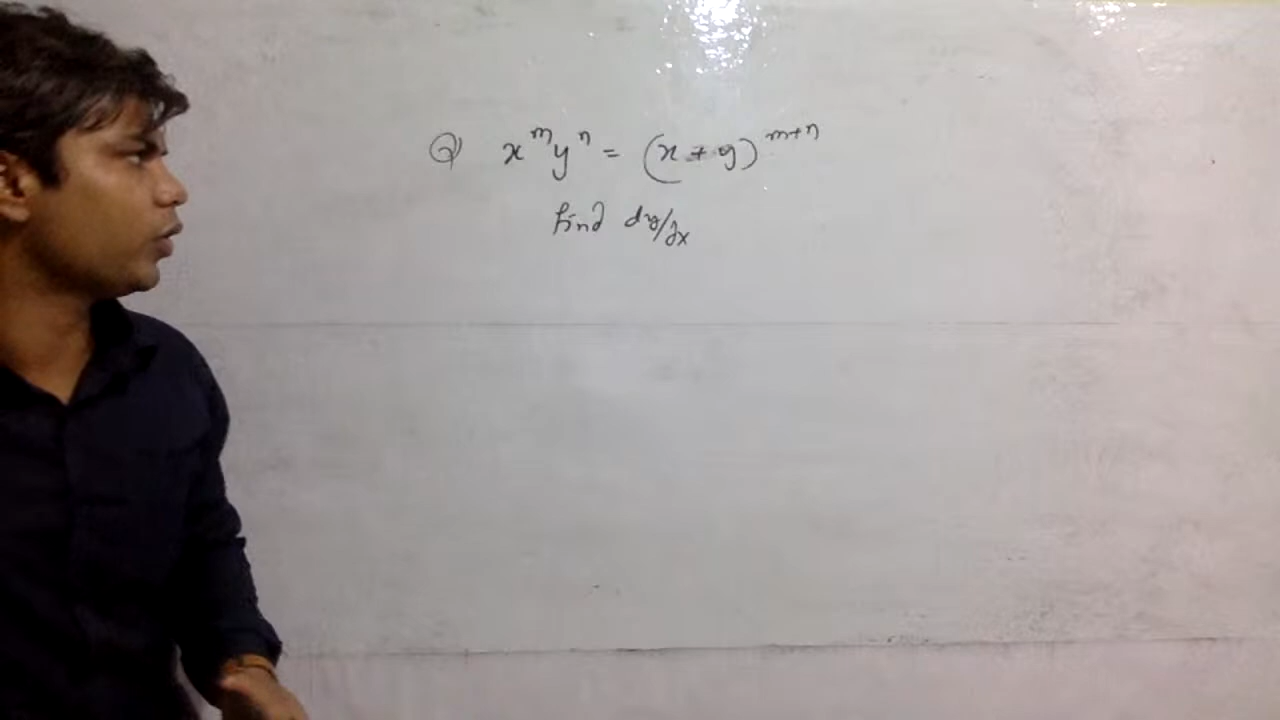 Q x^m y^n = (x + y)^{m+n}
find dy/dx